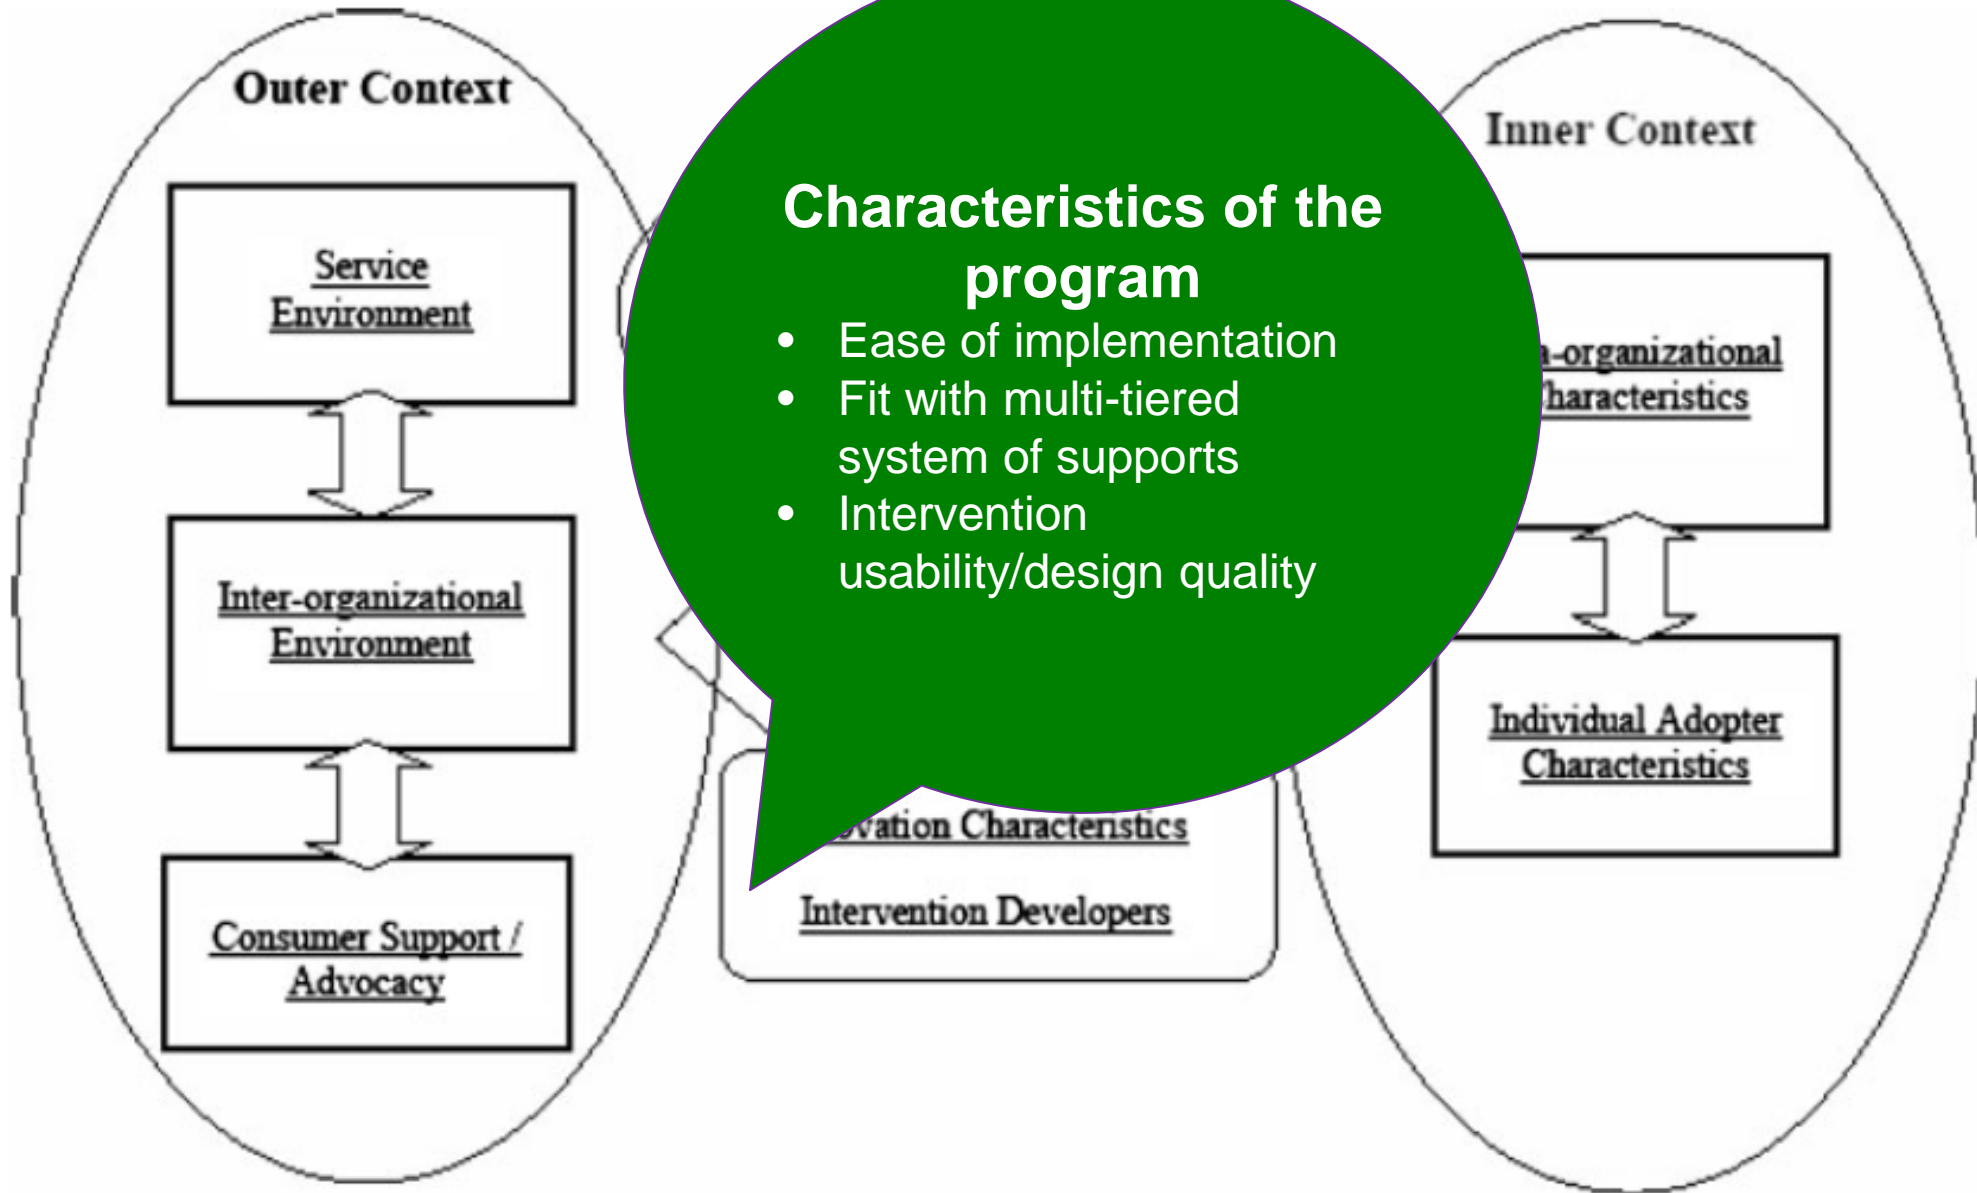 Outer Context
Service
Environment
Inter-organizational
Environment
Consumer Support /
Advocacy
Characteristics of the
program
• Ease of implementation
• Fit with multi-tiered
system of supports
• Intervention
usability/design quality
Characteristics
Intervention Developers
Inner Context
Individual Adopter
Characteristics